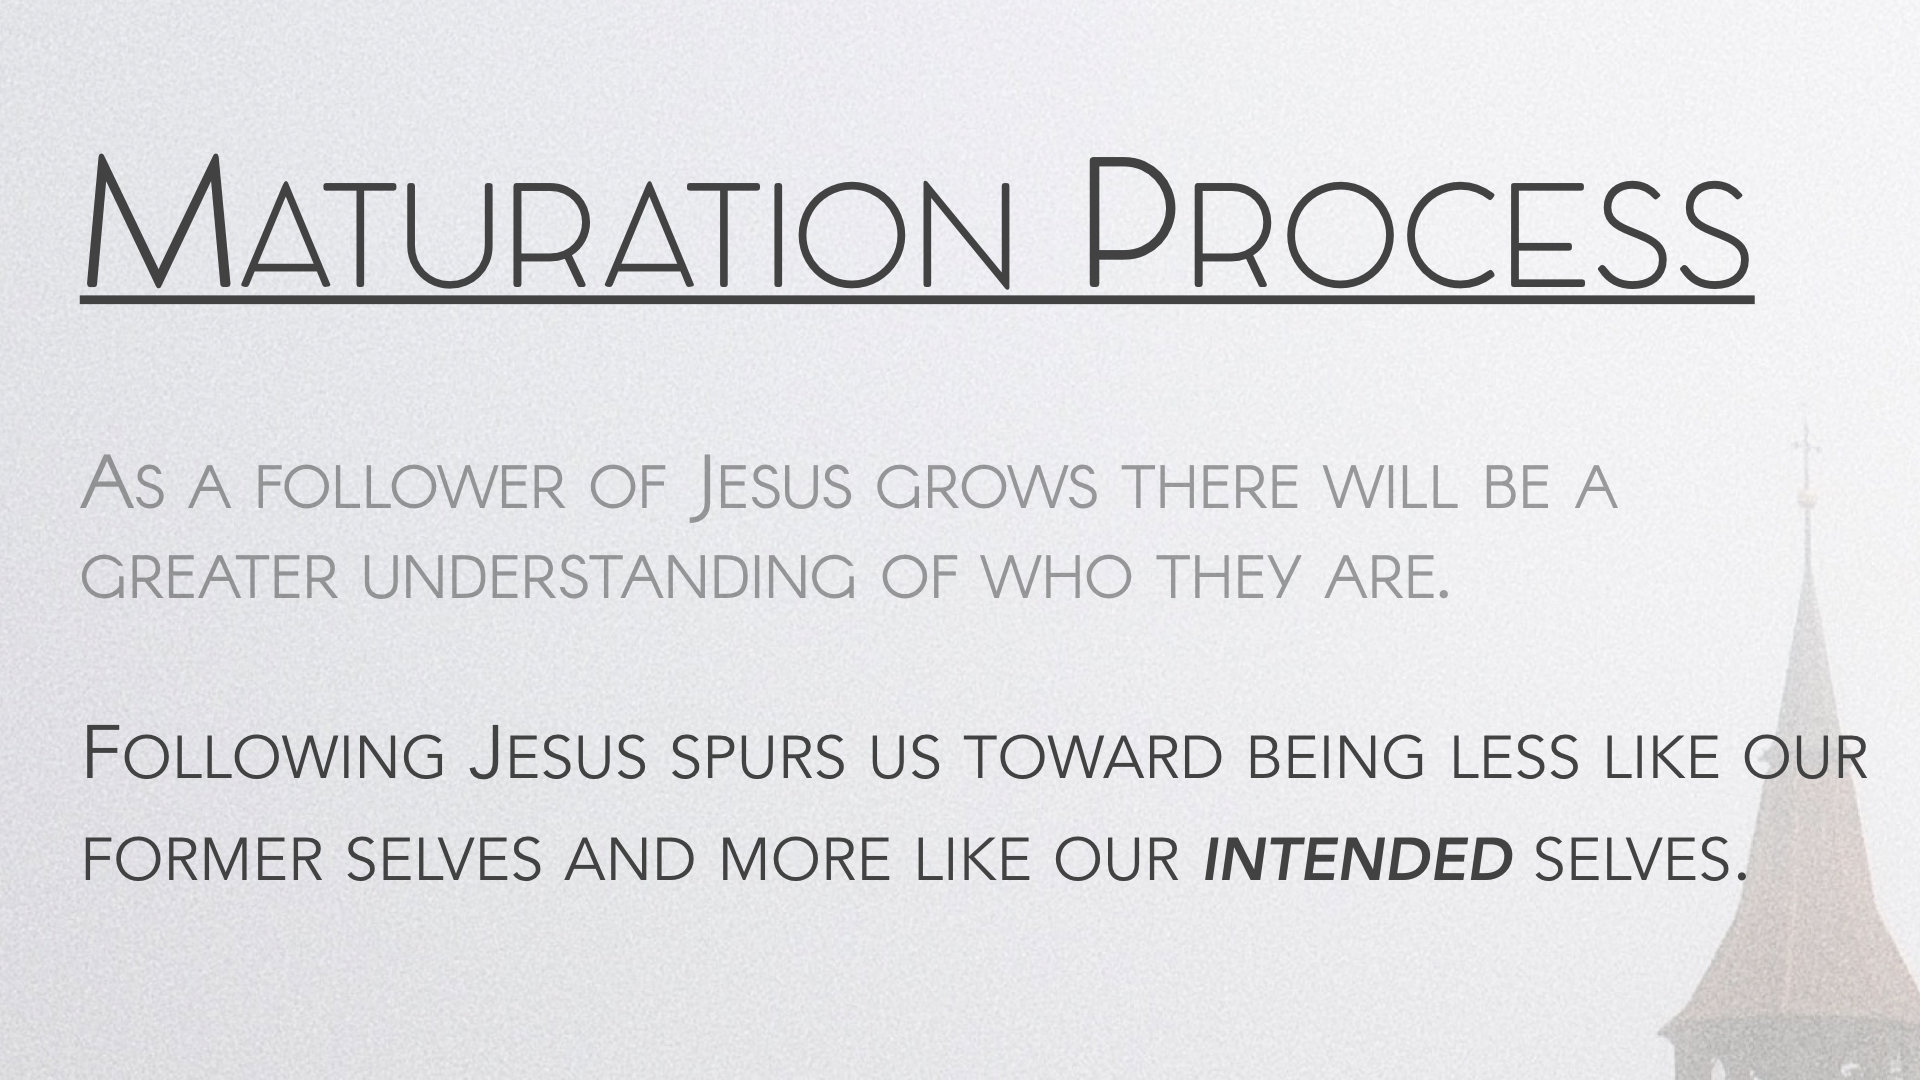 Maturation Process
As a follower of Jesus grows there will be a
greater understanding of who they are.
Following Jesus spurs us toward being less like our
former selves and more like our intended selves.